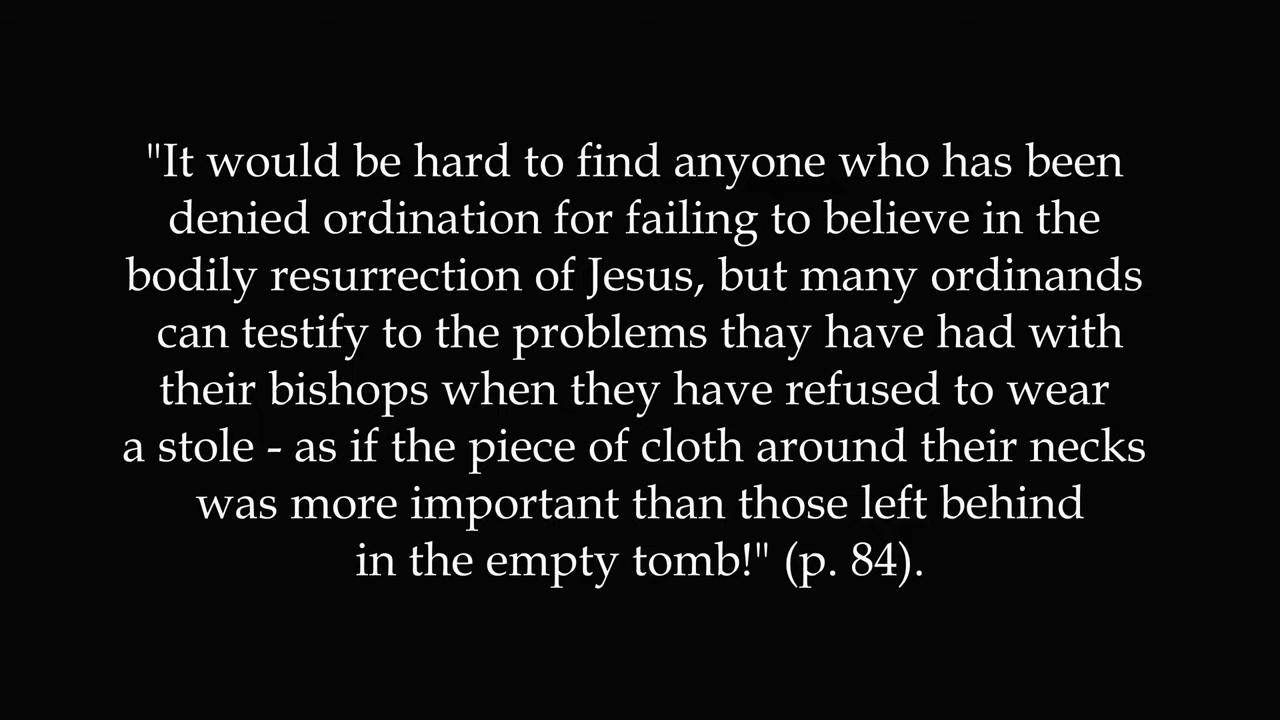 "It would be hard to find anyone who has been
denied ordination for failing to believe in the
bodily resurrection of Jesus, but many ordinands
can testify to the problems thay have had with
their bishops when they have refused to wear
a stole - as if the piece of cloth around their necks
was more important than those left behind
in the empty tomb!" (p. 84).